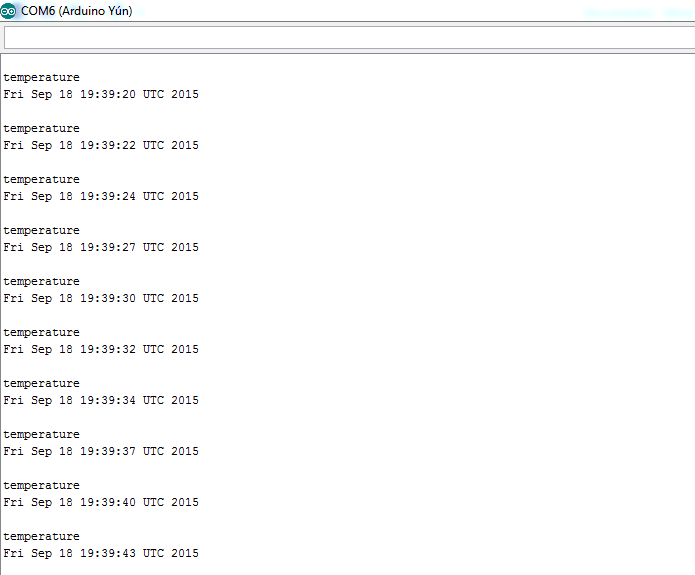 COM6 (Arduino Yún)
temperature
Fri Sep 18 19:39:20 UTC 2015
temperature
Fri Sep 18 19:39:22 UTC 2015
temperature
Fri Sep 18 19:39:24 UTC 2015
temperature
Fri Sep 18 19:39:27 UTC 2015
temperature
Fri Sep 18 19:39:30 UTC 2015
temperature
Fri Sep 18 19:39:32 UTC 2015
temperature
Fri Sep 18 19:39:34 UTC 2015
temperature
Fri Sep 18 19:39:37 UTC 2015
temperature
Fri Sep 18 19:39:40 UTC 2015
temperature
Fri Sep 18 19:39:43 UTC 2015